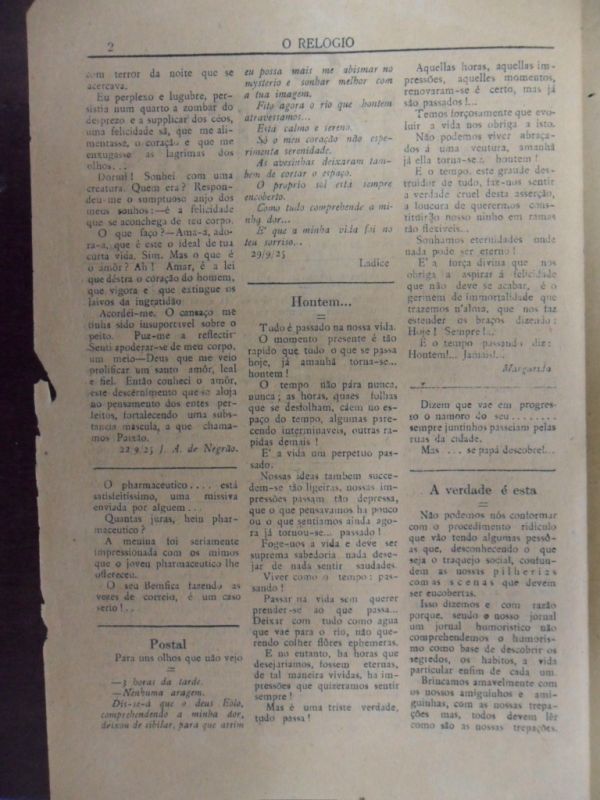 2
O RELOGIO
com terror da noite que se
acercava.
Eu perplexo e lugubre, per-
sistia num quarto a zombar do
desprezo e a supplicar dos céos,
uma felicidade sã, que me ali-
mentasse, o coração e que me
enxugasse as lagrimas dos
olhos...
Dormi! Sonhei com uma
creatura. Quem era? Respon-
deu-me o sumptuoso anjo dos
meus sonhos:—é a felicidade
que se aconchega de teu corpo.
O que faço?—Ama-a, ado-
ra-a, que é este o ideal de tua
curta vida. Sim. Mas o que é
o amôr? Ah! Amar, é a lei
que déstra o coração do homem,
que vigora e que extingue os
laivos da ingratidão
Acordei-me. O cansaço me
tinha sido insuportivel sobre o
peito. Puz-me a reflectir
Senti apoderar-se de meu corpo,
um meio—Deus que me veio
prolificar um santo amôr, leal
e fiel. Então conheci o amôr,
este descernimento que se aloja
no pensamento dos entes per-
feitos, fortalecendo uma subs-
tancia mascula, a que chama-
mos Paixão.
22/9/25 J. A. de Negrão.
O pharmaceutico.... está
satisfeitissimo, uma missiva
enviada por alguem...
Quantas juras, hein phar-
maceutico?
A menina foi seriamente
impressionada com os mimos
que o joven pharmaceutico lhe
offereceu.
O seu Bemfica fazendo as
vezes de correio, é um caso
serio!..
Postal
Para uns olhos que não vejo
—3 horas da tarde.
—Nenhuma aragem.
Dis-se-á que o deus Eolo,
comprehendendo a minha dor,
deixou de sibilar, para que assim
eu possa mais me abismar no
mysterio e sonhar melhor com
a tua imagem.
Fito agora o rio que hontem
atravessamos...
Está calmo e sereno.
Só o meu coração não espe-
rimenta serenidade.
As avesinhas deixaram tam-
bem de cortar o espaço.
O proprio sol está sempre
encoberto.
Como tudo comprehende a mi-
nha dor...
E' que a minha vida foi no
teu sorriso..
29/9/25
Ladice
Hontem...
Tudo é passado na nossa vida.
O momento presente é tão
rapido que tudo o que se passa
hoje, já amanhã torna-se...
hontem!
O tempo não pára nunca,
nunca; as horas, quaes folhas
que se desfolham, cáem no es-
paço do tempo, algumas pare-
cendo interminaveis, outras ra-
pidas demais!
E' a vida um perpetuo pas-
sado.
Nossas ideas tambem succe-
dem-se tão ligeiras, nossas im-
pressões passam tão depressa,
que o que pensavamos ha pouco
ou o que sentiamos ainda ago-
ra já tornou-se... passado!
Foge-nos a vida e deve ser
suprema sabedoria nada dese-
jar de nada sentir saudades.
Viver como o tempo: pas-
sando!
Passar na vida sem querer
prender-se ao que passa...
Deixar com tudo como agua
que vae para o rio, não que-
rendo colher flôres ephemeras.
E no entanto, ha horas que
desejariamos, fossem eternas,
de tal maneira vividas, ha im-
pressões que quizeramos sentir
sempre!
Mas é uma triste verdade,
tudo passa!
Aquellas horas, aquellas im-
pressões, aquelles momentos,
renovaram-se é certo, mas já
são passados!...
Temos forçosamente que evo-
luir a vida nos obriga a isto.
Não podemos viver abraça-
dos á uma ventura, amanhã
já ella torna-se.. hontem!
E o tempo, este grande des-
truidor de tudo, faz-nos sentir
a verdade cruel desta asserção,
a loucura de querermos cons-
tituirão nosso ninho em ramos
tão flexiveis...
Sonhamos eternidades onde
nada pode ser eterno!
E' a força divina que nos
obriga a aspirar á felicidade
que não deve se acabar, é o
germem de immortalidade que
trazemos n'alma, que nos faz
estender os braços dizendo:
Hoje! Sempre!...
E o tempo passando diz:
Hontem!... Jamais!...
Margarida
Dizem que vae em progres-
so o namoro do seu........
sempre juntinhos passeiam pelas
ruas da cidade.
Mas ... se papá descobre!...
A verdade é esta
Não podemos nós conformar
com o procedimento ridiculo
que vão tendo algumas pessô-
as que, desconhecendo o que
seja o traquejo social, confun-
dem as nossas pilherias
com as scenas que devem
ser encobertas.
Isso dizemos e com razão
porque, sendo o nosso jornal
um jornal humoristico não
comprehendemos o humoris-
mo como base de descobrir os
segredos, os habitos, a vida
particular enfim de cada um.
Brincamos amavelmente com
os nossos amiguinhos e ami-
guinhas, com as nossas trepa-
ções mas, todos devem lêr
como são as nossas trepações.